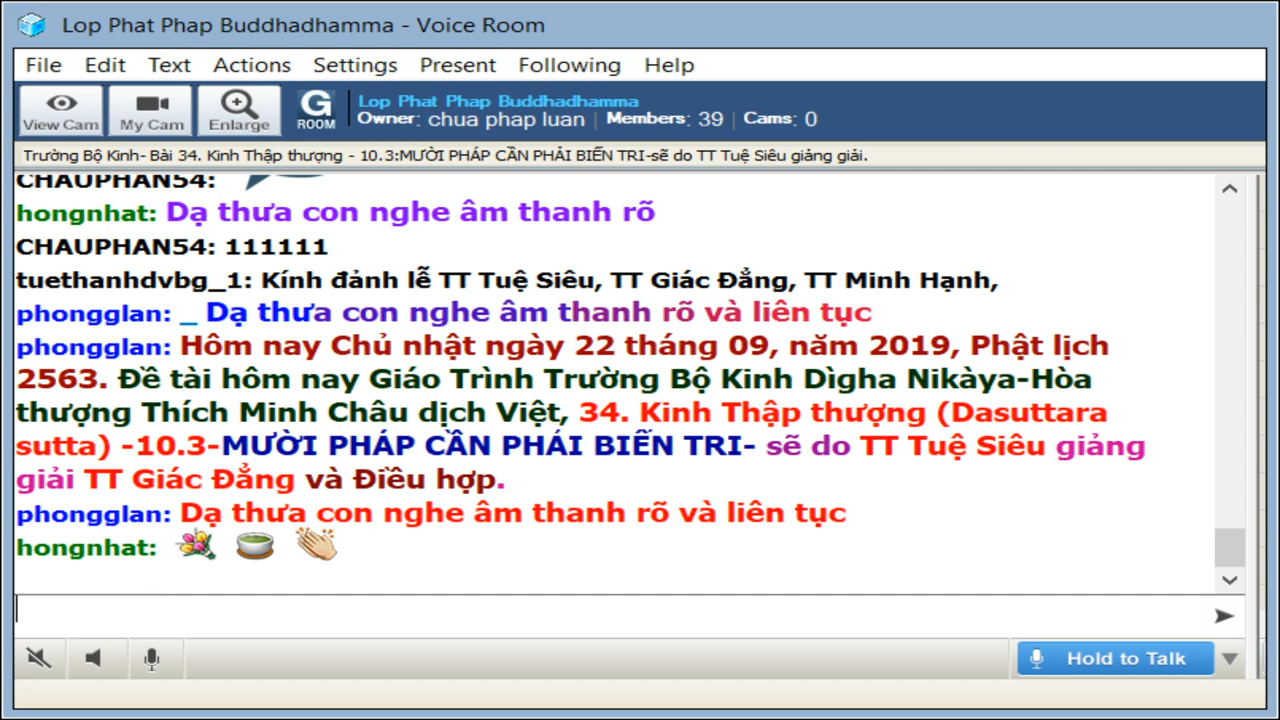 Lop Phat Phap Buddhadhamma - Voice Room
File Edit Text Actions Settings Present Following Help
View Cam My Cam Enlarge G ROOM
Lop Phat Phap Buddhadhamma
Owner: chua phap luan | Members: 39 | Cams: 0
Trường Bộ Kinh- Bài 34. Kinh Thập thượng - 10.3:MƯỜI PHÁP CẦN PHẢI BIẾN TRI-sẽ do TT Tuệ Siêu giảng giải.
CHAUPHAN54:
hongnhat: Dạ thưa con nghe âm thanh rõ
CHAUPHAN54: 111111
tuethanhdvbg_1: Kính đảnh lễ TT Tuệ Siêu, TT Giác Đẳng, TT Minh Hạnh,
phongglan: _ Dạ thưa con nghe âm thanh rõ và liên tục
phongglan: Hôm nay Chủ nhật ngày 22 tháng 09, năm 2019, Phật lịch
2563. Đề tài hôm nay Giáo Trình Trường Bộ Kinh Dìgha Nikàya-Hòa
thượng Thích Minh Châu dịch Việt, 34. Kinh Thập thượng (Dasuttara
sutta) -10.3-MƯỜI PHÁP CẦN PHẢI BIẾN TRI- sẽ do TT Tuệ Siêu giảng
giải TT Giác Đẳng và Điều hợp.
phongglan: Dạ thưa con nghe âm thanh rõ và liên tục
hongnhat:
Hold to Talk